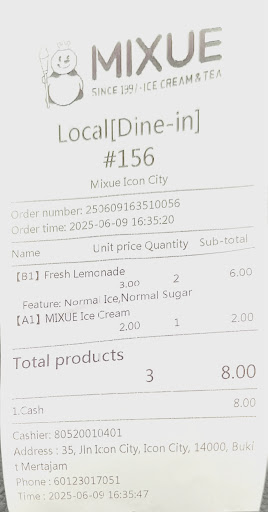 MIXUE
SINCE 1997-ICE CREAM & TEA
Local[Dine-in]
#156
Mixue Icon City
Order number: 250609163510056
Order time: 2025-06-09 16:35:20
Name Unit price Quantity Sub-total
【B1】Fresh Lemonade
3.00 2 6.00
Feature: Normal Ice,Normal Sugar
【A1】MIXUE Ice Cream
2.00 1 2.00
Total products
3 8.00
1.Cash 8.00
Cashier: 80520010401
Address : 35, Jln Icon City, Icon City, 14000, Buki
t Mertajam
Phone : 60123017051
Time : 2025-06-09 16:35:47